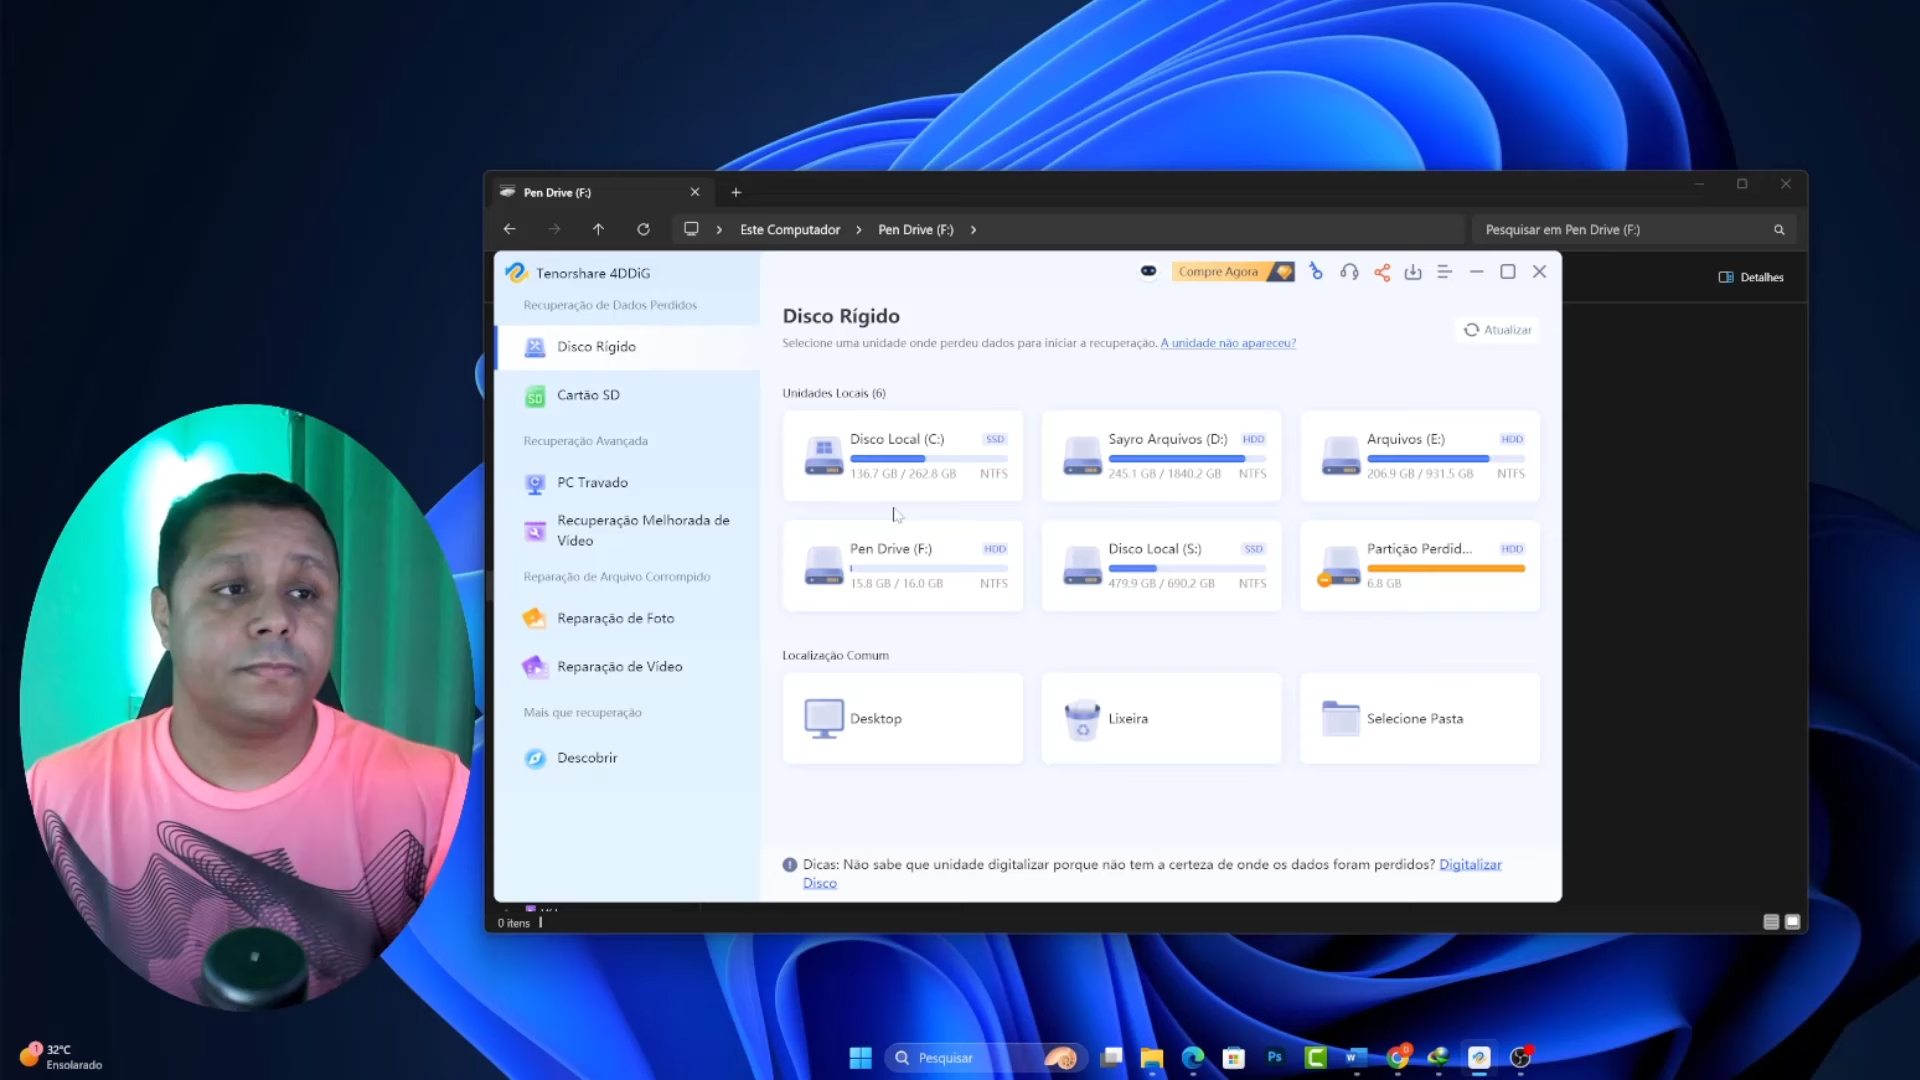 Pen Drive (F:)
Este Computador
Pen Drive (F:)
Pesquisar em Pen Drive (F:)
Detalhes
Tenorshare 4DDiG
Compre Agora
Recuperação de Dados Perdidos
Disco Rígido
Cartão SD
SD
Recuperação Avançada
PC Travado
Recuperação Melhorada de
Vídeo
Reparação de Arquivo Corrompido
Reparação de Foto
Reparação de Vídeo
Mais que recuperação
Descobrir
Disco Rígido
Selecione uma unidade onde perdeu dados para iniciar a recuperação. A unidade não apareceu?
Atualizar
Unidades Locais (6)
Disco Local (C:) SSD
136.7 GB / 262.8 GB NTFS
Sayro Arquivos (D:) HDD
245.1 GB / 1840.2 GB NTFS
Arquivos (E:) HDD
206.9 GB / 931.5 GB NTFS
Pen Drive (F:) HDD
15.8 GB / 16.0 GB NTFS
Disco Local (S:) SSD
479.9 GB / 690.2 GB NTFS
Partição Perdid... HDD
6.8 GB
Localização Comum
Desktop
Lixeira
Selecione Pasta
Dicas: Não sabe que unidade digitalizar porque não tem a certeza de onde os dados foram perdidos? Digitalizar
Disco
0 itens
1
32°C
Ensolarado
Pesquisar
Ps